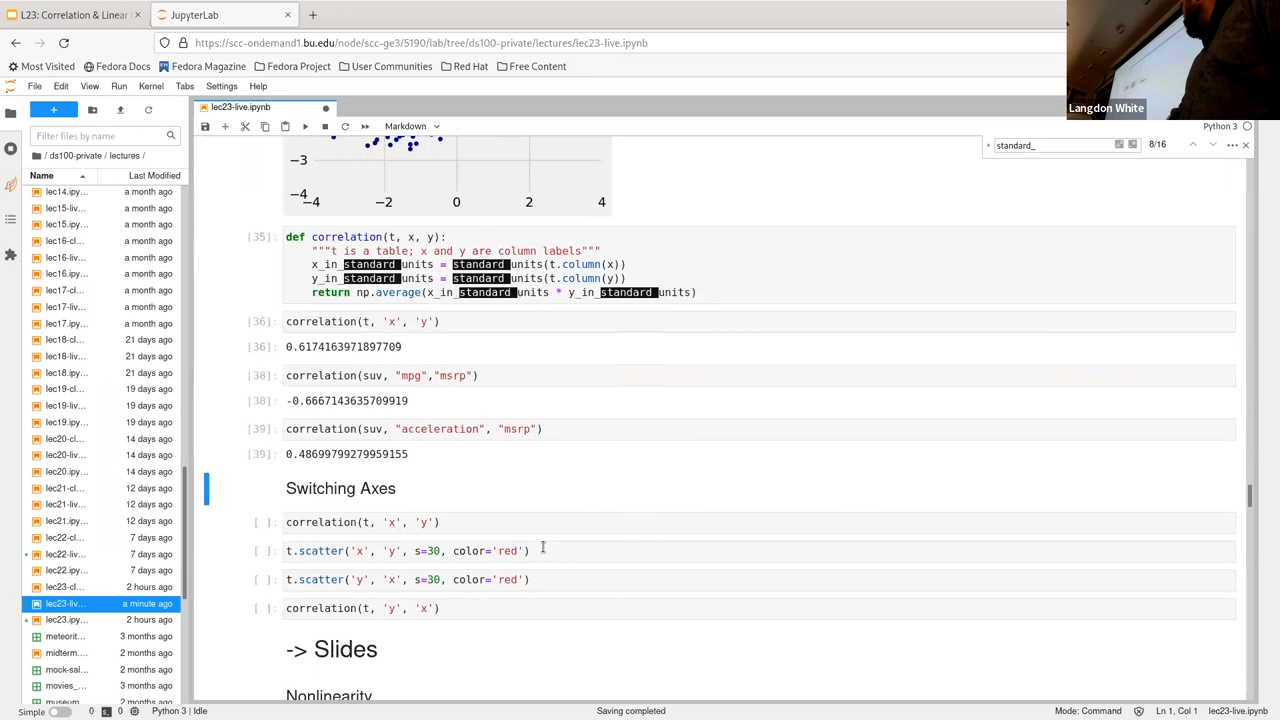 L23: Correlation & Linear
JupyterLab
https://scc-ondemand1.bu.edu/node/scc-ge3/5190/lab/tree/ds100-private/lectures/lec23-live.ipynb
Most Visited Fedora Docs Fedora Magazine Fedora Project User Communities Red Hat Free Content
Langdon White
File Edit View Run Kernel Tabs Settings Help
lec23-live.ipynb
Filter files by name
Markdown
Python 3
standard_
8/16
/ ds100-private / lectures /
Name Last Modified
lec14.ipy... a month ago
lec15-liv... a month ago
lec15.ipy... a month ago
lec16-cl... a month ago
lec16-liv... a month ago
lec16.ipy... a month ago
lec17-cl... a month ago
lec17-liv... a month ago
lec17.ipy... a month ago
lec18-cl... 21 days ago
lec18-liv... 21 days ago
lec18.ipy... 21 days ago
lec19-cl... 19 days ago
lec19-liv... 19 days ago
lec19.ipy... 19 days ago
lec20-cl... 14 days ago
lec20-liv... 14 days ago
lec20.ipy... 14 days ago
lec21-cl... 12 days ago
lec21-liv... 12 days ago
lec21.ipy... 12 days ago
lec22-cl... 7 days ago
lec22-liv... 7 days ago
lec22.ipy... 7 days ago
lec23-cl... 2 hours ago
lec23-liv... a minute ago
lec23.ipy... 2 hours ago
meteorit... 3 months ago
midterm.... 2 months ago
mock-sal... 2 months ago
movies_... 3 months ago
museum 2 months ago
−3
−4
−4 −2 0 2 4
[35]: def correlation(t, x, y):
"""t is a table; x and y are column labels"""
x_in_standard_units = standard_units(t.column(x))
y_in_standard_units = standard_units(t.column(y))
return np.average(x_in_standard_units * y_in_standard_units)
[36]: correlation(t, 'x', 'y')
[36]: 0.6174163971897709
[38]: correlation(suv, "mpg","msrp")
[38]: -0.6667143635709919
[39]: correlation(suv, "acceleration", "msrp")
[39]: 0.48699799279959155
Switching Axes
[ ]: correlation(t, 'x', 'y')
[ ]: t.scatter('x', 'y', s=30, color='red')
[ ]: t.scatter('y', 'x', s=30, color='red')
[ ]: correlation(t, 'y', 'x')
-> Slides
Nonlinearity
Simple 0 1 Python 3 | Idle Saving completed Mode: Command Ln 1, Col 1 lec23-live.ipynb